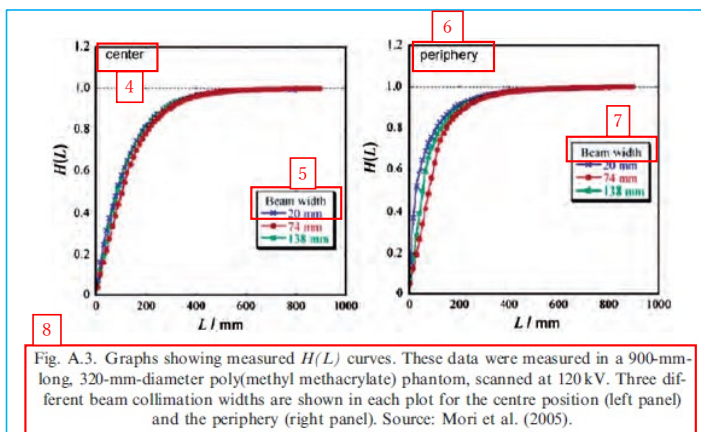 6
1.2
center
4
1.0
0.8
0.6
0.4
0.2
0
H(L)
5
Beam width
20 mm
74 mm
138 mm
0 200 400 600 800 1000
L / mm
1.2
periphery
1.0
0.8
0.6
0.4
0.2
0
H(L)
7
Beam width
20 mm
74 mm
138 mm
0 200 400 600 800 1000
L / mm
8
Fig. A.3. Graphs showing measured H(L) curves. These data were measured in a 900-mm-
long, 320-mm-diameter poly(methyl methacrylate) phantom, scanned at 120 kV. Three dif-
ferent beam collimation widths are shown in each plot for the centre position (left panel)
and the periphery (right panel). Source: Mori et al. (2005).